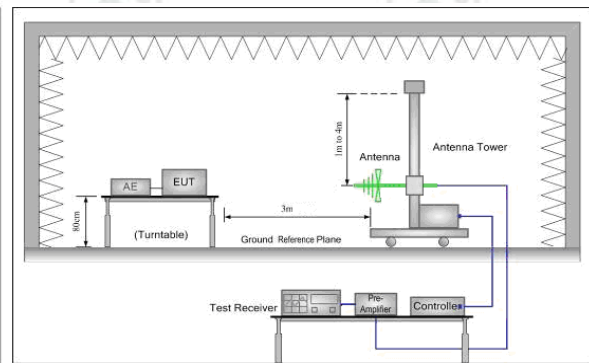 1m to 4m
Antenna
Antenna Tower
AE
EUT
80cm
(Turntable)
3m
Ground Reference Plane
Test Receiver
Pre-
Amplifier
Controller